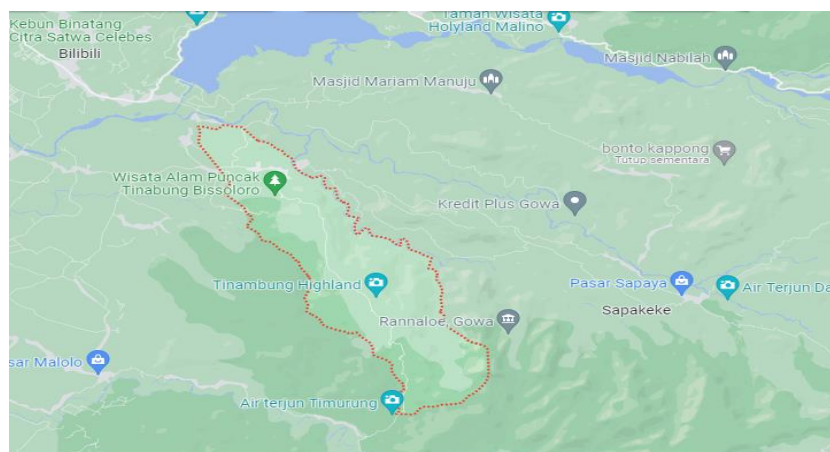 Kebun Binatang
Citra Satwa Celebes
Bilibili
Taman Wisata
Holyland Malino
Masjid Nabilah
Masjid Mariam Manuju
bonto kappong
Tutup sementara
Wisata Alam Puncak
Tinabung Bissoloro
Kredit Plus Gowa
Tinambung Highland
Pasar Sapaya
Air Terjun Da
Sapakeke
Rannaloe, Gowa
sar Malolo
Air terjun Timurung